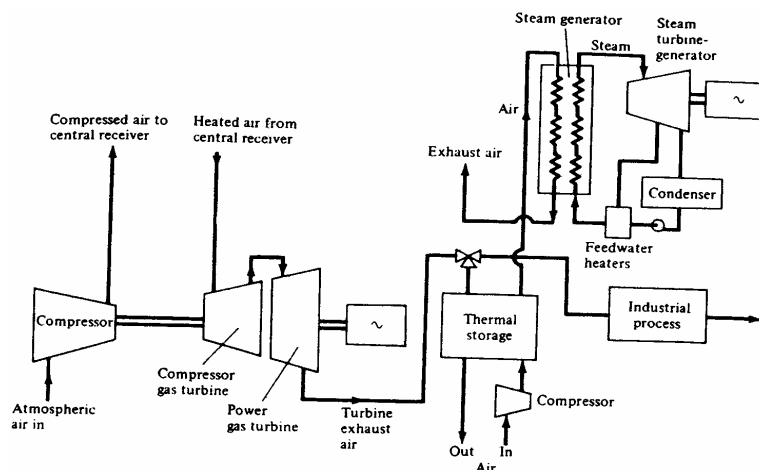 Steam generator
Steam
Steam
turbine-
generator
~
Compressed air to
central receiver
Heated air from
central receiver
Air
Exhaust air
Condenser
Feedwater
heaters
Compressor
~
Thermal
storage
Industrial
process
Compressor
gas turbine
Power
gas turbine
Atmospheric
air in
Turbine
exhaust
air
Compressor
Out
In
Air